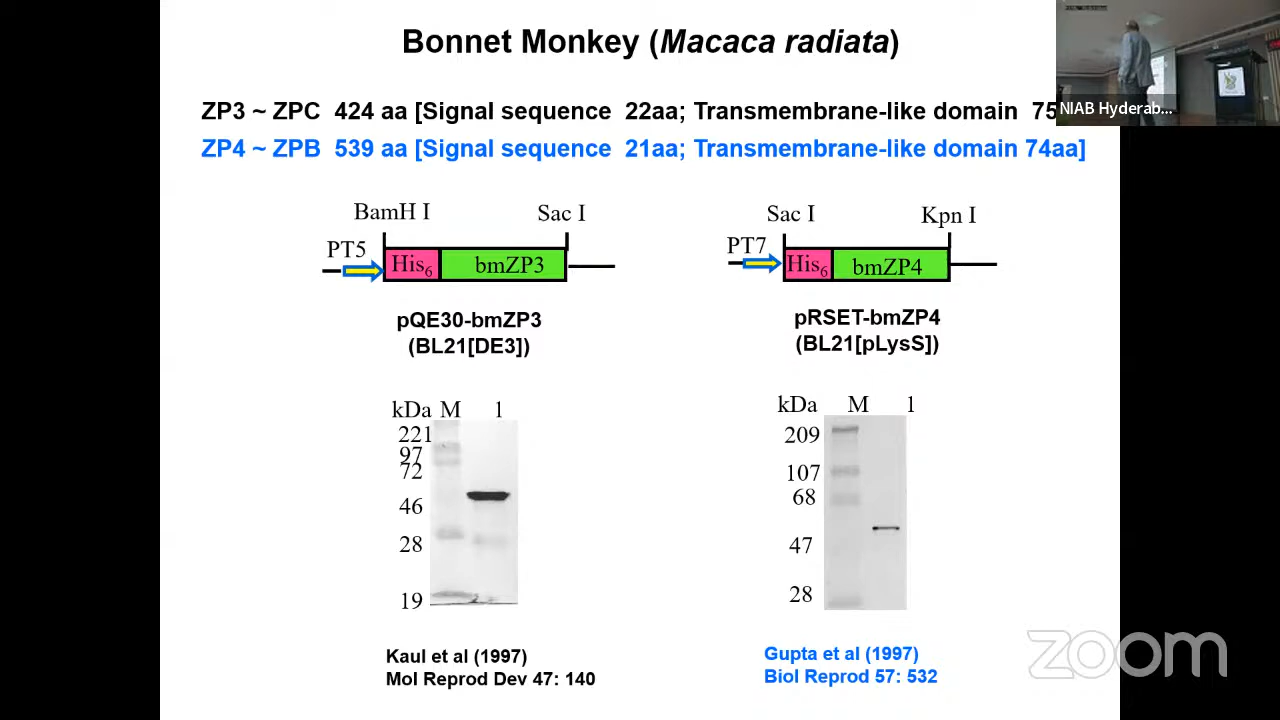 Bonnet Monkey (Macaca radiata)
ZP3 ~ ZPC 424 aa [Signal sequence 22aa; Transmembrane-like domain 75
NIAB Hyderab...
ZP4 ~ ZPB 539 aa [Signal sequence 21aa; Transmembrane-like domain 74aa]
BamH I Sac I
PT5
His6 bmZP3
pQE30-bmZP3
(BL21[DE3])
Sac I Kpn I
PT7
His6 bmZP4
pRSET-bmZP4
(BL21[pLysS])
kDa M 1
221
97
72
46
28
19
kDa M 1
209
107
68
47
28
Kaul et al (1997)
Mol Reprod Dev 47: 140
Gupta et al (1997)
Biol Reprod 57: 532
zoom